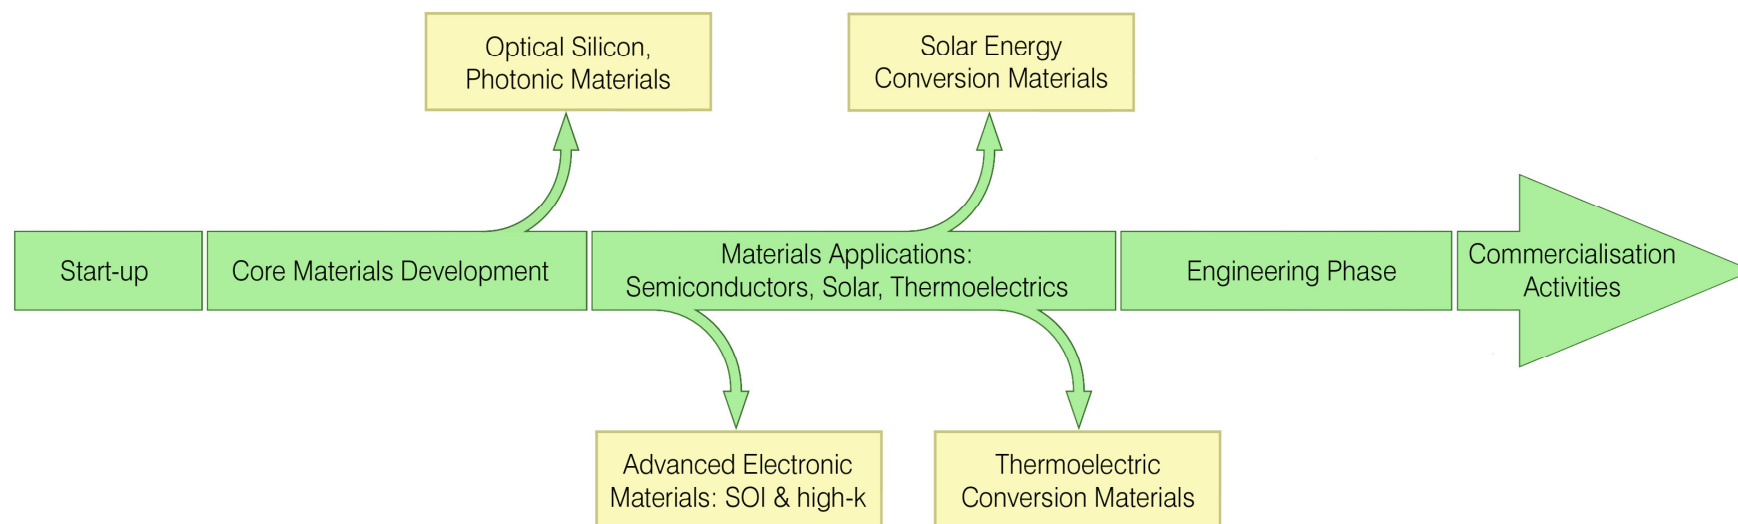 Optical Silicon,
Photonic Materials
Solar Energy
Conversion Materials
Start-up
Core Materials Development
Materials Applications:
Semiconductors, Solar, Thermoelectrics
Engineering Phase
Commercialisation
Activities
Advanced Electronic
Materials: SOI & high-k
Thermoelectric
Conversion Materials